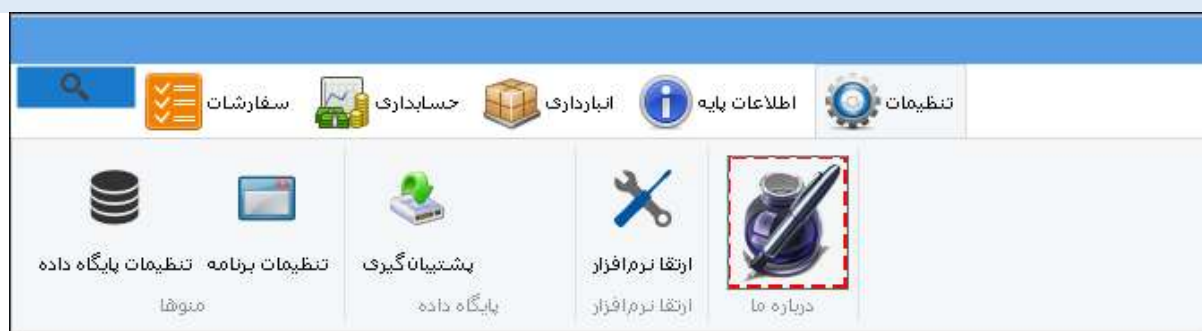 تنظیمات اطلاعات پایه انبارداری حسابداری سفارشات
ارتقا نرم‌افزار پشتیبان‌گیری تنظیمات برنامه تنظیمات پایگاه داده
درباره ما ارتقا نرم‌افزار پایگاه داده منوها